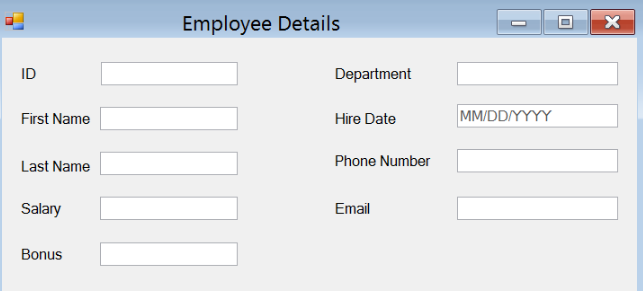 Employee Details
ID
First Name
Last Name
Salary
Bonus
Department
Hire Date MM/DD/YYYY
Phone Number
Email